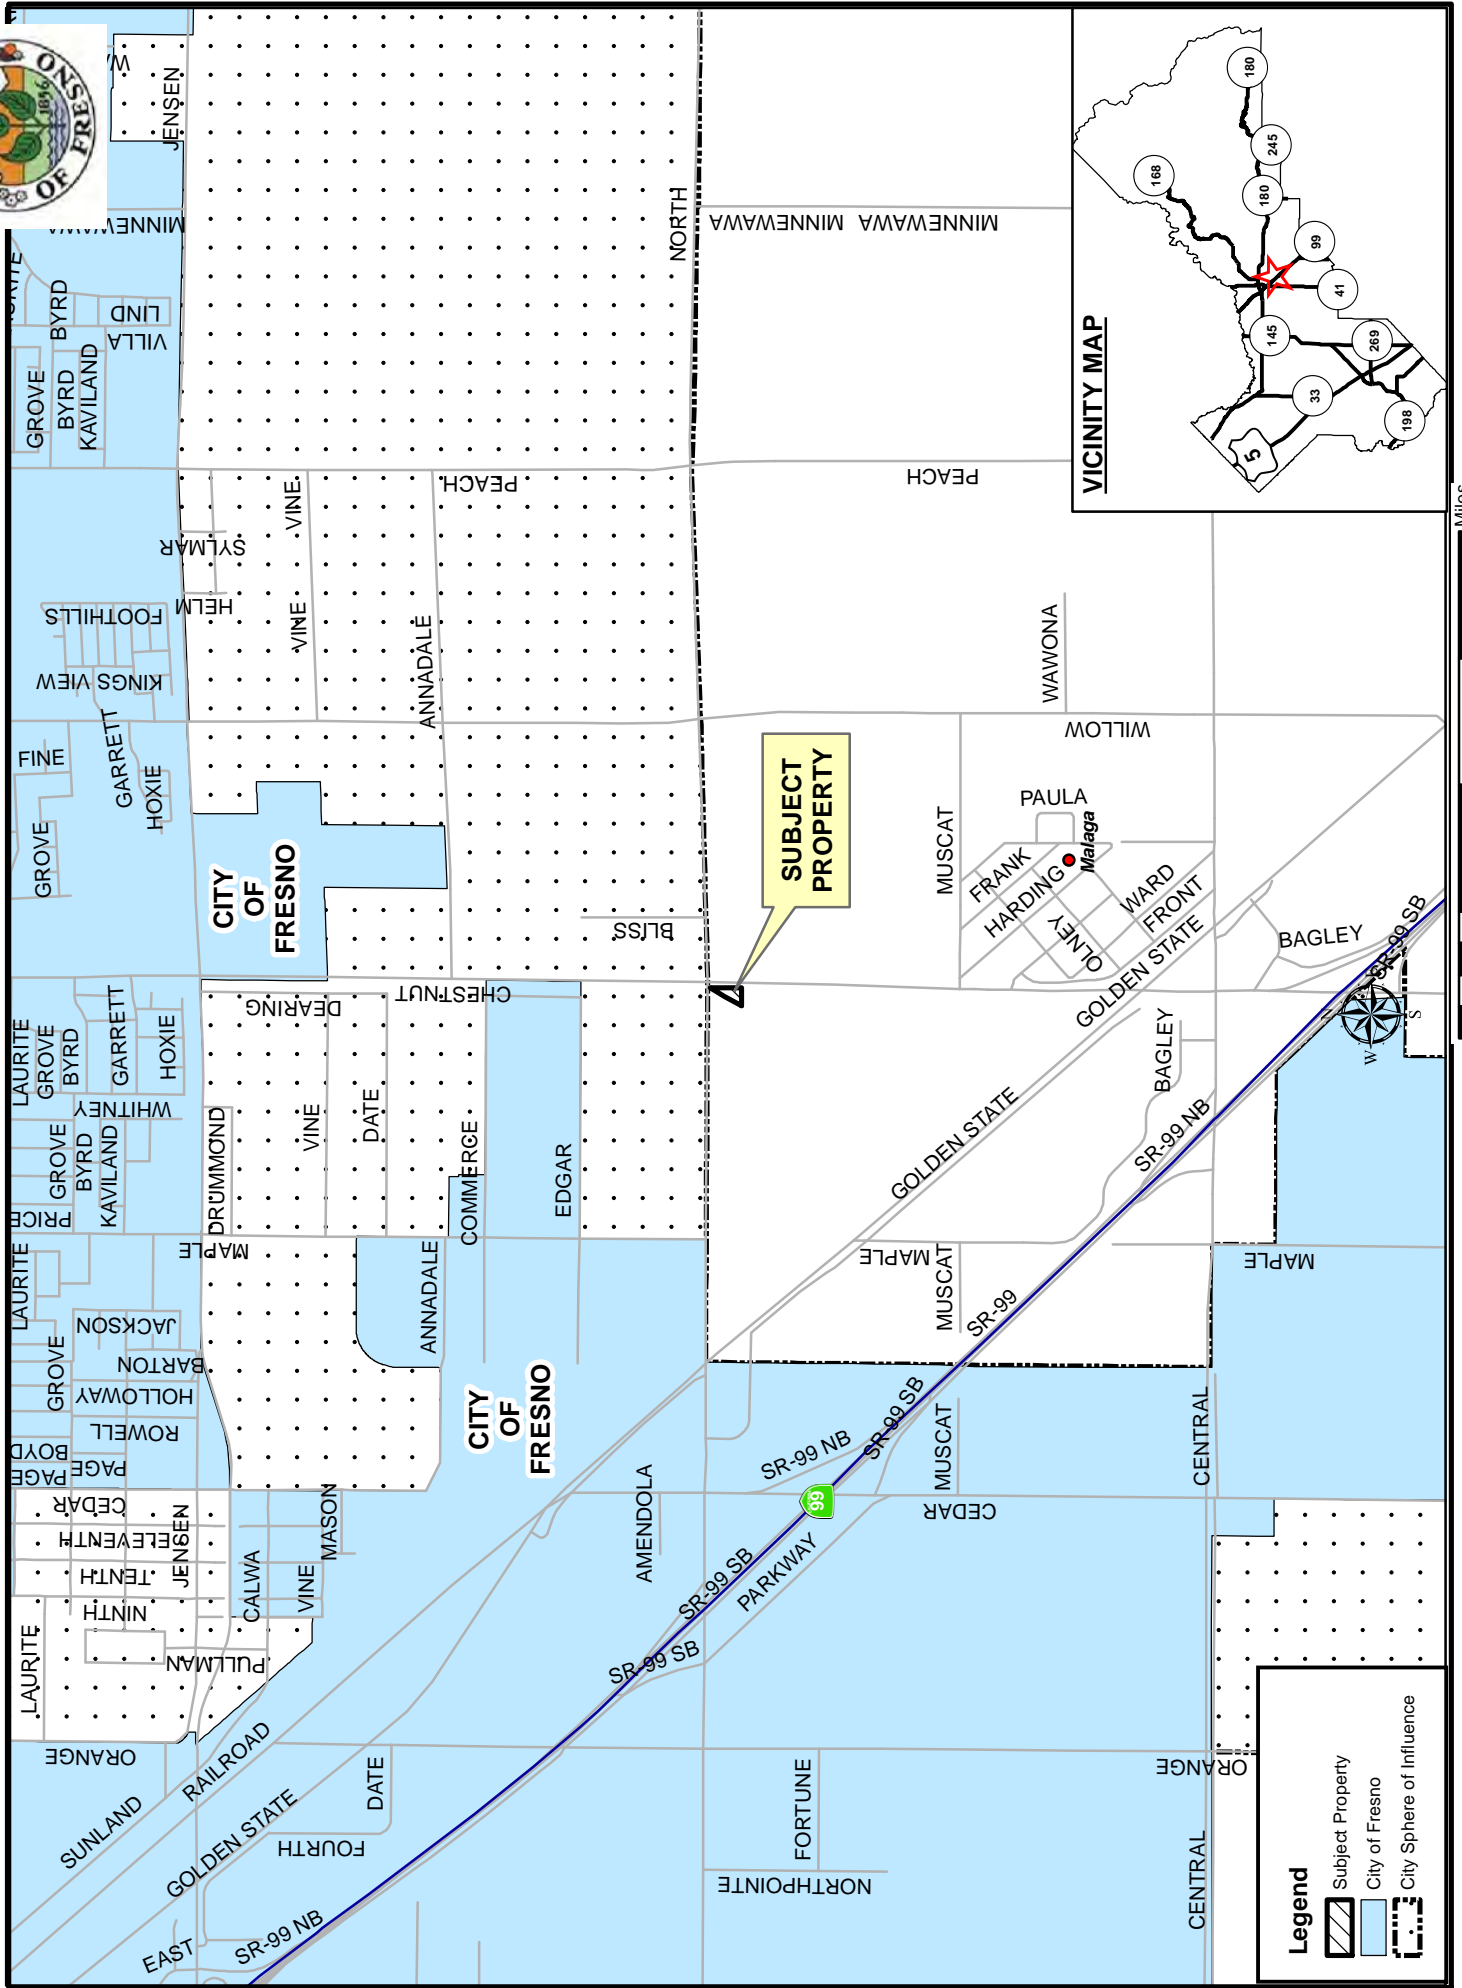 OF FRESNO
1856
JENSEN
MINNEWAWA
NORTH
MINNEWAWA
MINNEWAWA
BYRD
LIND
VILLA
GROVE
BYRD
KAVILAND
PEACH
PEACH
VINE
SYLMAR
HELM
VINE
FOOTHILLS
KINGS VIEW
ANNADALE
WAWONA
WILLOW
FINE
GARRETT
HOXIE
GROVE
CITY
OF
FRESNO
BLISS
SUBJECT
PROPERTY
MUSCAT
PAULA
Malaga
FRANK
HARDING
OLNEY
WARD
FRONT
GOLDEN STATE
BAGLEY
SR-99 SB
CHESTNUT
DEARING
LAURITE
GROVE
BYRD
GARRETT
HOXIE
WHITNEY
DRUMMOND
VINE
DATE
COMMERCE
EDGAR
GROVE
BYRD
KAVILAND
PRICE
MAPLE
GOLDEN STATE
BAGLEY
SR-99 NB
MAPLE
MUSCAT
SR-99
MAPLE
N
W
S
LAURITE
JACKSON
GROVE
BARTON
HOLLOWAY
ROWELL
BOYD
PAGE
PAGE
ANNADALE
CITY
OF
FRESNO
CEDAR
ELEVENTH
TENTH
NINTH
JENSEN
CALWA
VINE
MASON
PULLMAN
LAURITE
ORANGE
AMENDOLA
SR-99 NB
SR-99 SB
99
MUSCAT
CEDAR
CENTRAL
SR-99 SB
PARKWAY
SR-99 SB
SUNLAND
RAILROAD
GOLDEN STATE
DATE
FOURTH
EAST
SR-99 NB
FORTUNE
NORTHPOINTE
ORANGE
CENTRAL
VICINITY MAP
5
33
145
198
269
41
99
180
245
168
180
Miles
Legend
Subject Property
City of Fresno
City Sphere of Influence